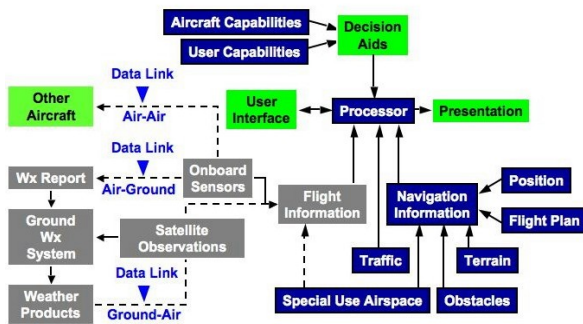 Aircraft Capabilities
User Capabilities
Decision
Aids
Data Link
Other
Aircraft
Air-Air
User
Interface
Processor
Presentation
Data Link
Wx Report
Air-Ground
Onboard
Sensors
Flight
Information
Navigation
Information
Position
Flight Plan
Ground
Wx
System
Satellite
Observations
Traffic
Terrain
Data Link
Weather
Products
Ground-Air
Special Use Airspace
Obstacles